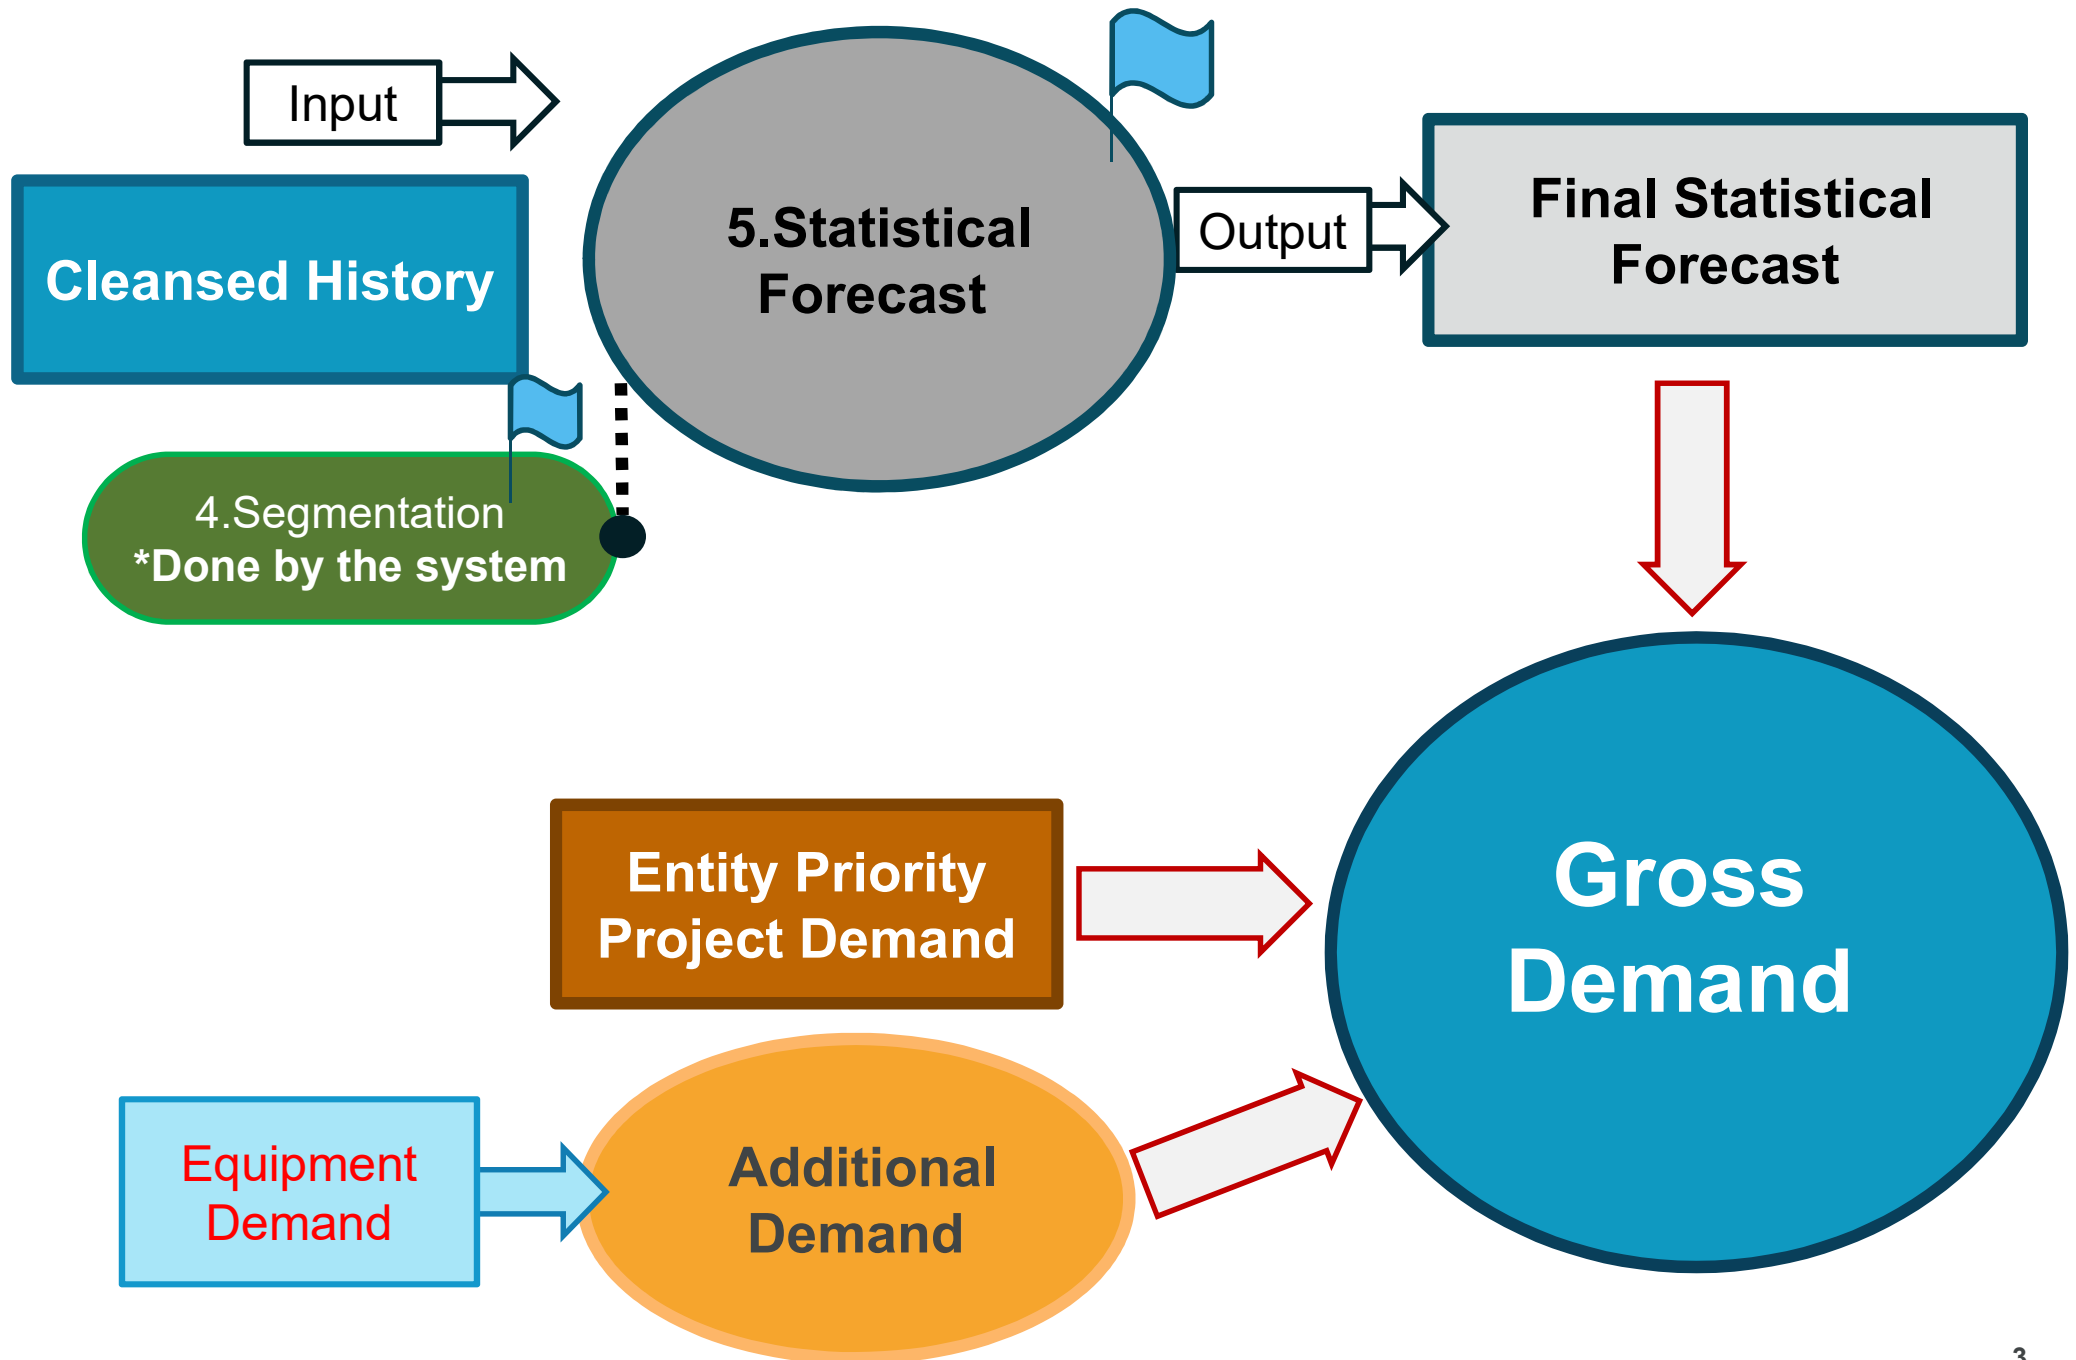 Input
Cleansed History
5.Statistical
Forecast
Output
Final Statistical
Forecast
4.Segmentation
*Done by the system
Entity Priority
Project Demand
Gross
Demand
Equipment
Demand
Additional
Demand
3